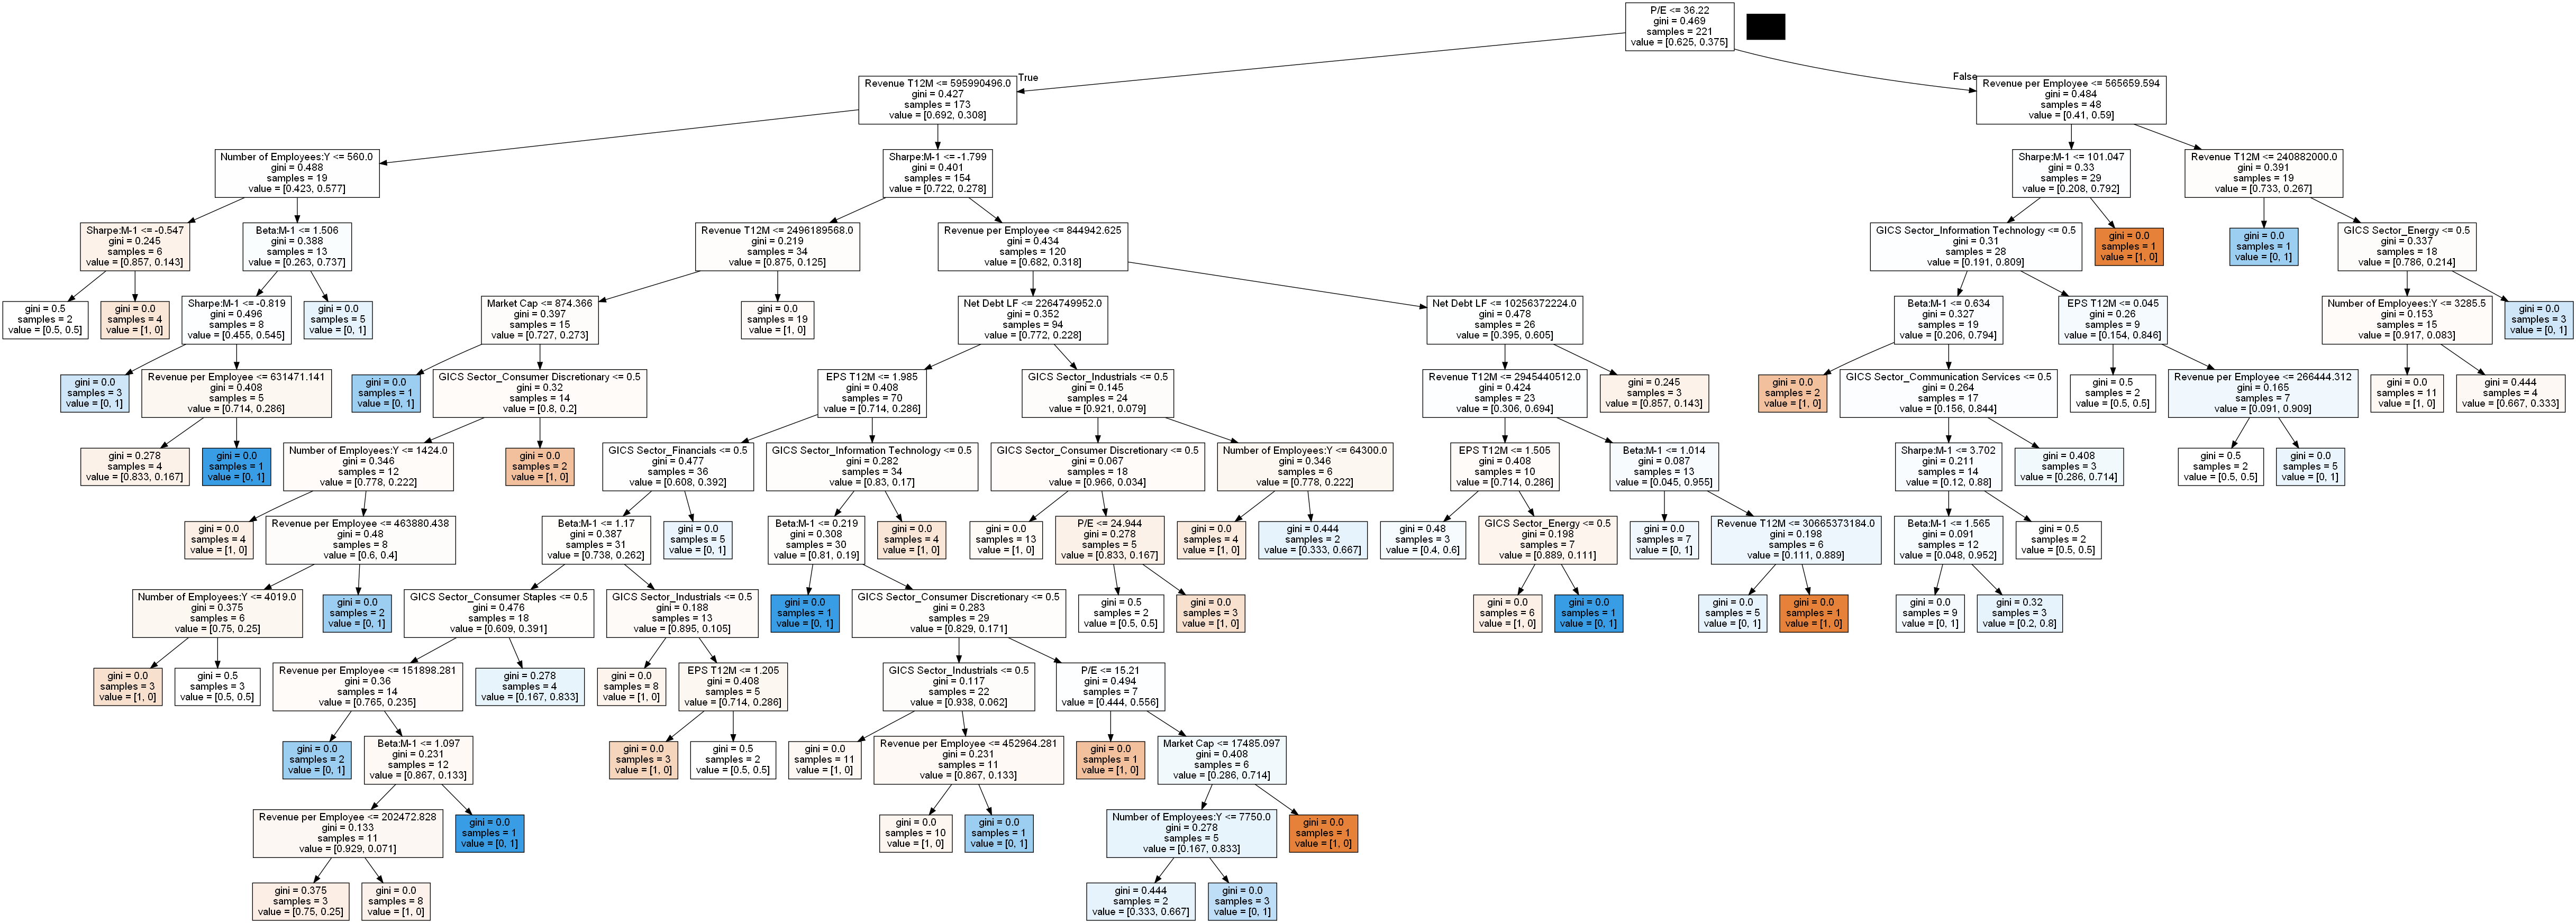 P/E <= 36.22
gini = 0.469
samples = 221
value = [0.625, 0.375]
True
False
Revenue T12M <= 595990496.0
gini = 0.427
samples = 173
value = [0.692, 0.308]
Revenue per Employee <= 565659.594
gini = 0.484
samples = 48
value = [0.41, 0.59]
Number of Employees:Y <= 560.0
gini = 0.488
samples = 19
value = [0.423, 0.577]
Sharpe:M-1 <= -1.799
gini = 0.401
samples = 154
value = [0.722, 0.278]
Sharpe:M-1 <= 101.047
gini = 0.33
samples = 29
value = [0.208, 0.792]
Revenue T12M <= 240882000.0
gini = 0.391
samples = 19
value = [0.733, 0.267]
Sharpe:M-1 <= -0.547
gini = 0.245
samples = 6
value = [0.857, 0.143]
Beta:M-1 <= 1.506
gini = 0.388
samples = 13
value = [0.263, 0.737]
Revenue T12M <= 2496189568.0
gini = 0.219
samples = 34
value = [0.875, 0.125]
Revenue per Employee <= 844942.625
gini = 0.434
samples = 120
value = [0.682, 0.318]
GICS Sector_Information Technology <= 0.5
gini = 0.31
samples = 28
value = [0.191, 0.809]
gini = 0.0
samples = 1
value = [1, 0]
gini = 0.0
samples = 1
value = [0, 1]
GICS Sector_Energy <= 0.5
gini = 0.337
samples = 18
value = [0.786, 0.214]
gini = 0.5
samples = 2
value = [0.5, 0.5]
gini = 0.0
samples = 4
value = [1, 0]
Sharpe:M-1 <= -0.819
gini = 0.496
samples = 8
value = [0.455, 0.545]
gini = 0.0
samples = 5
value = [0, 1]
Market Cap <= 874.366
gini = 0.397
samples = 15
value = [0.727, 0.273]
gini = 0.0
samples = 19
value = [1, 0]
Net Debt LF <= 2264749952.0
gini = 0.352
samples = 94
value = [0.772, 0.228]
Net Debt LF <= 10256372224.0
gini = 0.478
samples = 26
value = [0.395, 0.605]
Beta:M-1 <= 0.634
gini = 0.327
samples = 19
value = [0.206, 0.794]
EPS T12M <= 0.045
gini = 0.26
samples = 9
value = [0.154, 0.846]
Number of Employees:Y <= 3285.5
gini = 0.153
samples = 15
value = [0.917, 0.083]
gini = 0.0
samples = 3
value = [0, 1]
gini = 0.0
samples = 3
value = [0, 1]
Revenue per Employee <= 631471.141
gini = 0.408
samples = 5
value = [0.714, 0.286]
gini = 0.0
samples = 1
value = [0, 1]
GICS Sector_Consumer Discretionary <= 0.5
gini = 0.32
samples = 14
value = [0.8, 0.2]
EPS T12M <= 1.985
gini = 0.408
samples = 70
value = [0.714, 0.286]
GICS Sector_Industrials <= 0.5
gini = 0.145
samples = 24
value = [0.921, 0.079]
Revenue T12M <= 2945440512.0
gini = 0.424
samples = 23
value = [0.306, 0.694]
gini = 0.245
samples = 3
value = [0.857, 0.143]
gini = 0.0
samples = 2
value = [1, 0]
GICS Sector_Communication Services <= 0.5
gini = 0.264
samples = 17
value = [0.156, 0.844]
gini = 0.5
samples = 2
value = [0.5, 0.5]
Revenue per Employee <= 266444.312
gini = 0.165
samples = 7
value = [0.091, 0.909]
gini = 0.0
samples = 11
value = [1, 0]
gini = 0.444
samples = 4
value = [0.667, 0.333]
gini = 0.278
samples = 4
value = [0.833, 0.167]
gini = 0.0
samples = 1
value = [0, 1]
Number of Employees:Y <= 1424.0
gini = 0.346
samples = 12
value = [0.778, 0.222]
gini = 0.0
samples = 2
value = [1, 0]
GICS Sector_Financials <= 0.5
gini = 0.477
samples = 36
value = [0.608, 0.392]
GICS Sector_Information Technology <= 0.5
gini = 0.282
samples = 34
value = [0.83, 0.17]
GICS Sector_Consumer Discretionary <= 0.5
gini = 0.067
samples = 18
value = [0.966, 0.034]
Number of Employees:Y <= 64300.0
gini = 0.346
samples = 6
value = [0.778, 0.222]
EPS T12M <= 1.505
gini = 0.408
samples = 10
value = [0.714, 0.286]
Beta:M-1 <= 1.014
gini = 0.087
samples = 13
value = [0.045, 0.955]
Sharpe:M-1 <= 3.702
gini = 0.211
samples = 14
value = [0.12, 0.88]
gini = 0.408
samples = 3
value = [0.286, 0.714]
gini = 0.5
samples = 2
value = [0.5, 0.5]
gini = 0.0
samples = 5
value = [0, 1]
gini = 0.0
samples = 4
value = [1, 0]
Revenue per Employee <= 463880.438
gini = 0.48
samples = 8
value = [0.6, 0.4]
Beta:M-1 <= 1.17
gini = 0.387
samples = 31
value = [0.738, 0.262]
gini = 0.0
samples = 5
value = [0, 1]
Beta:M-1 <= 0.219
gini = 0.308
samples = 30
value = [0.81, 0.19]
gini = 0.0
samples = 4
value = [1, 0]
gini = 0.0
samples = 13
value = [1, 0]
P/E <= 24.944
gini = 0.278
samples = 5
value = [0.833, 0.167]
gini = 0.0
samples = 4
value = [1, 0]
gini = 0.444
samples = 2
value = [0.333, 0.667]
gini = 0.48
samples = 3
value = [0.4, 0.6]
GICS Sector_Energy <= 0.5
gini = 0.198
samples = 7
value = [0.889, 0.111]
gini = 0.0
samples = 7
value = [0, 1]
Revenue T12M <= 30665373184.0
gini = 0.198
samples = 6
value = [0.111, 0.889]
Beta:M-1 <= 1.565
gini = 0.091
samples = 12
value = [0.048, 0.952]
gini = 0.5
samples = 2
value = [0.5, 0.5]
Number of Employees:Y <= 4019.0
gini = 0.375
samples = 6
value = [0.75, 0.25]
gini = 0.0
samples = 2
value = [0, 1]
GICS Sector_Consumer Staples <= 0.5
gini = 0.476
samples = 18
value = [0.609, 0.391]
GICS Sector_Industrials <= 0.5
gini = 0.188
samples = 13
value = [0.895, 0.105]
gini = 0.0
samples = 1
value = [0, 1]
GICS Sector_Consumer Discretionary <= 0.5
gini = 0.283
samples = 29
value = [0.829, 0.171]
gini = 0.5
samples = 2
value = [0.5, 0.5]
gini = 0.0
samples = 3
value = [1, 0]
gini = 0.0
samples = 6
value = [1, 0]
gini = 0.0
samples = 1
value = [0, 1]
gini = 0.0
samples = 5
value = [0, 1]
gini = 0.0
samples = 1
value = [1, 0]
gini = 0.0
samples = 9
value = [0, 1]
gini = 0.32
samples = 3
value = [0.2, 0.8]
gini = 0.0
samples = 3
value = [1, 0]
gini = 0.5
samples = 3
value = [0.5, 0.5]
Revenue per Employee <= 151898.281
gini = 0.36
samples = 14
value = [0.765, 0.235]
gini = 0.278
samples = 4
value = [0.167, 0.833]
gini = 0.0
samples = 8
value = [1, 0]
EPS T12M <= 1.205
gini = 0.408
samples = 5
value = [0.714, 0.286]
GICS Sector_Industrials <= 0.5
gini = 0.117
samples = 22
value = [0.938, 0.062]
P/E <= 15.21
gini = 0.494
samples = 7
value = [0.444, 0.556]
gini = 0.0
samples = 2
value = [0, 1]
Beta:M-1 <= 1.097
gini = 0.231
samples = 12
value = [0.867, 0.133]
gini = 0.0
samples = 3
value = [1, 0]
gini = 0.5
samples = 2
value = [0.5, 0.5]
gini = 0.0
samples = 11
value = [1, 0]
Revenue per Employee <= 452964.281
gini = 0.231
samples = 11
value = [0.867, 0.133]
gini = 0.0
samples = 1
value = [1, 0]
Market Cap <= 17485.097
gini = 0.408
samples = 6
value = [0.286, 0.714]
Revenue per Employee <= 202472.828
gini = 0.133
samples = 11
value = [0.929, 0.071]
gini = 0.0
samples = 1
value = [0, 1]
gini = 0.0
samples = 10
value = [1, 0]
gini = 0.0
samples = 1
value = [0, 1]
Number of Employees:Y <= 7750.0
gini = 0.278
samples = 5
value = [0.167, 0.833]
gini = 0.0
samples = 1
value = [1, 0]
gini = 0.375
samples = 3
value = [0.75, 0.25]
gini = 0.0
samples = 8
value = [1, 0]
gini = 0.444
samples = 2
value = [0.333, 0.667]
gini = 0.0
samples = 3
value = [0, 1]